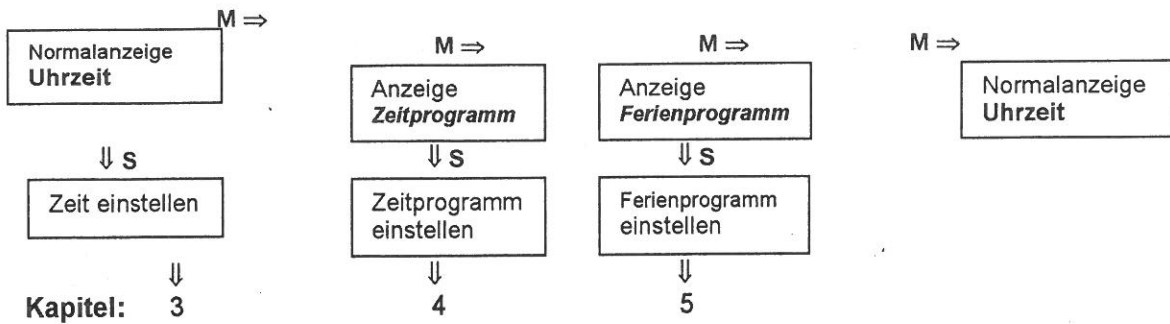 M ⇒
Normalanzeige
Uhrzeit
⇓ S
Zeit einstellen
⇓
M ⇒
Anzeige
Zeitprogramm
⇓ S
Zeitprogramm
einstellen
⇓
M ⇒
Anzeige
Ferienprogramm
⇓ S
Ferienprogramm
einstellen
⇓
M ⇒
Normalanzeige
Uhrzeit
Kapitel: 3 4 5